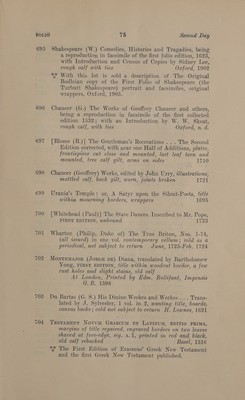 ₤0₤1₤0
75
Second Day
695 Shakespeare (W.) Comedies, Histories and Tragedies, being
a reproduction in facsimile of the first folio edition, 1623,
with Introduction and Census of Copies by Sidney Lee,
rough calf with ties Oxford, 1902
With this lot is sold a description of The Original
Bodleian copy of the First Folio of Shakespeare (the
Turbutt Shakespeare) portrait and facsimiles, original
wrappers, Oxford, 1905.
696 Chaucer (G.) The Works of Geoffrey Chaucer and others,
being a reproduction in facsimile of the first collected
edition 1532; with an Introduction by W. W. Skeat,
rough calf, with ties Oxford, n. d.
697 [Blome (R.)] The Gentleman's Recreations . . . The Second
Edition corrected, with near one Half of Additions, plates,
frontispiece cut close and mounted, last leaf torn and
mounted, tree calf gilt, arms on sides 1710
698 Chaucer (Geoffrey) Works, edited by John Urry, illustrations,
mottled calf, back gilt, worn, joints broken 1721
699 Urania's Temple: or, A Satyr upon the Silent-Poets, title
within mourning borders, wrappers 1695
700 [Whitehead (Paul)] The State Dunces. Inscribed to Mr. Pope,
FIRST EDITION, unbound 1733
701 Wharton (Philip, Duke of) The True Briton, Nos. 1-74,
(all issued) in one vol. contemporary vellum; sold as a
periodical, not subject to return June, 1723-Feb. 1724
702 MONTEMAJOR (JORGE DE) Diana, translated by Bartholomew
Yong, FIRST EDITION, title within woodcut border, a few
rust holes and slight stains, old calf
At London, Printed by Edm. Bollifant, Impensis
G.B. 1598
703 Du Bartas (G. S.) His Divine Weekes and Workes . . . Trans-
lated by J. Sylvester, 1 vol. in 2, wanting title, boards,
canvas backs; sold not subject to return H. Lownes, 1621
704 TESTAMENT NOVUM GRAECUM ET LATINUM, EDITIO PRIMA,
margins of title repaired, engraved borders on two leaves
shaved at fore-edge, sig. A 1, printed in red and black,
old calf rebacked Basel, 1516
The First Edition of Erasmus' Greek New Testament
and the first Greek New Testament published.